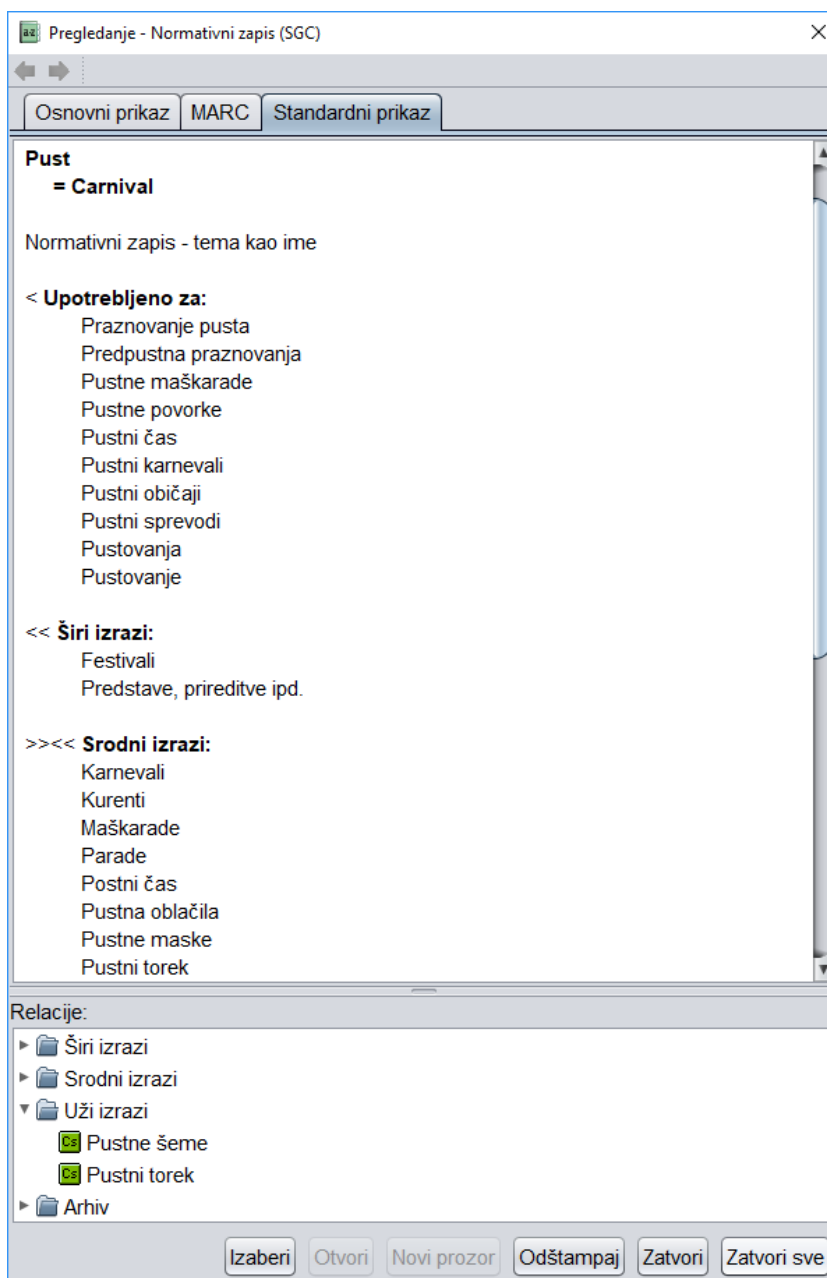 Pregledanje - Normativni zapis (SGC)
Osnovni prikaz MARC Standardni prikaz
Pust
= Carnival
Normativni zapis - tema kao ime
< Upotrebljeno za:
Praznovanje pusta
Predpustna praznovanja
Pustne maškarade
Pustne povorke
Pustni čas
Pustni karnevali
Pustni običaji
Pustni sprevodi
Pustovanja
Pustovanje
<< Širi izrazi:
Festivali
Predstave, prireditve ipd.
>><< Srodni izrazi:
Karnevali
Kurenti
Maškarade
Parade
Postni čas
Pustna oblačila
Pustne maske
Pustni torek
Relacije:
Širi izrazi
Srodni izrazi
Uži izrazi
Cs Pustne šeme
Cs Pustni torek
Arhiv
Izaberi Otvori Novi prozor Odštampaj Zatvori Zatvori sve